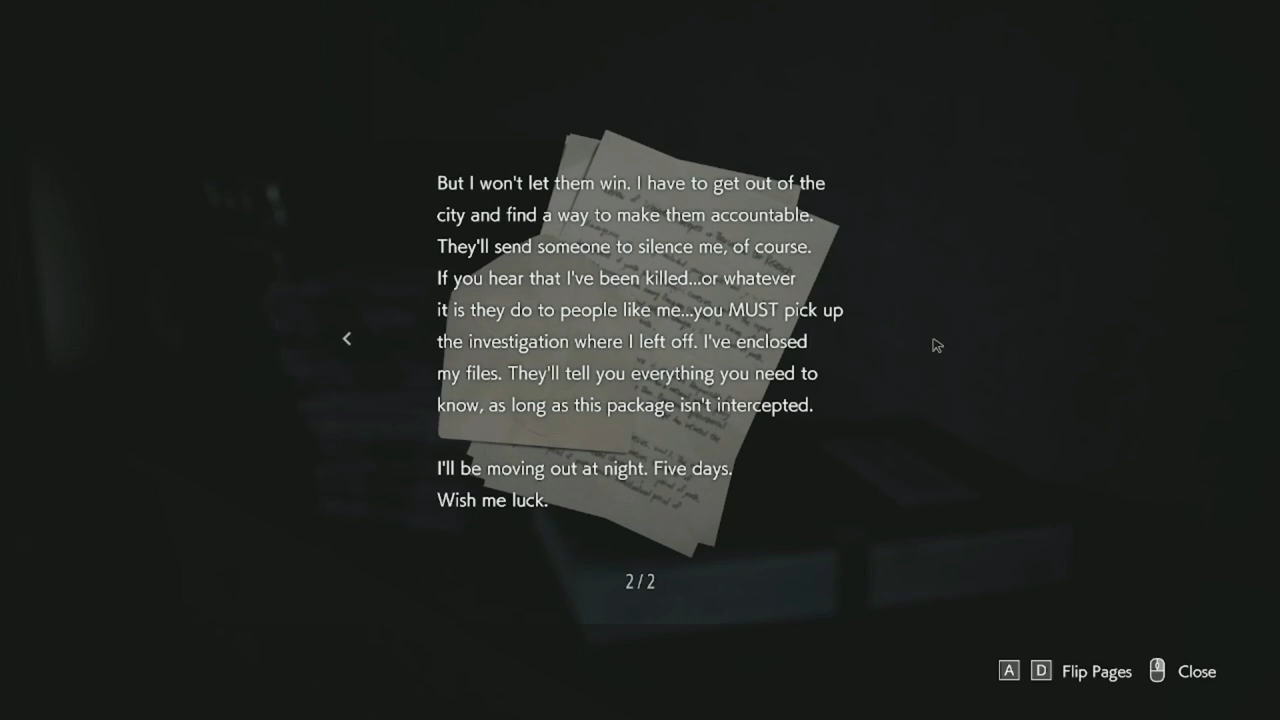 But I won't let them win. I have to get out of the
city and find a way to make them accountable.
They'll send someone to silence me, of course.
If you hear that I've been killed...or whatever
it is they do to people like me...you MUST pick up
the investigation where I left off. I've enclosed
my files. They'll tell you everything you need to
know, as long as this package isn't intercepted.
I'll be moving out at night. Five days.
Wish me luck.
2/2
A D Flip Pages Close